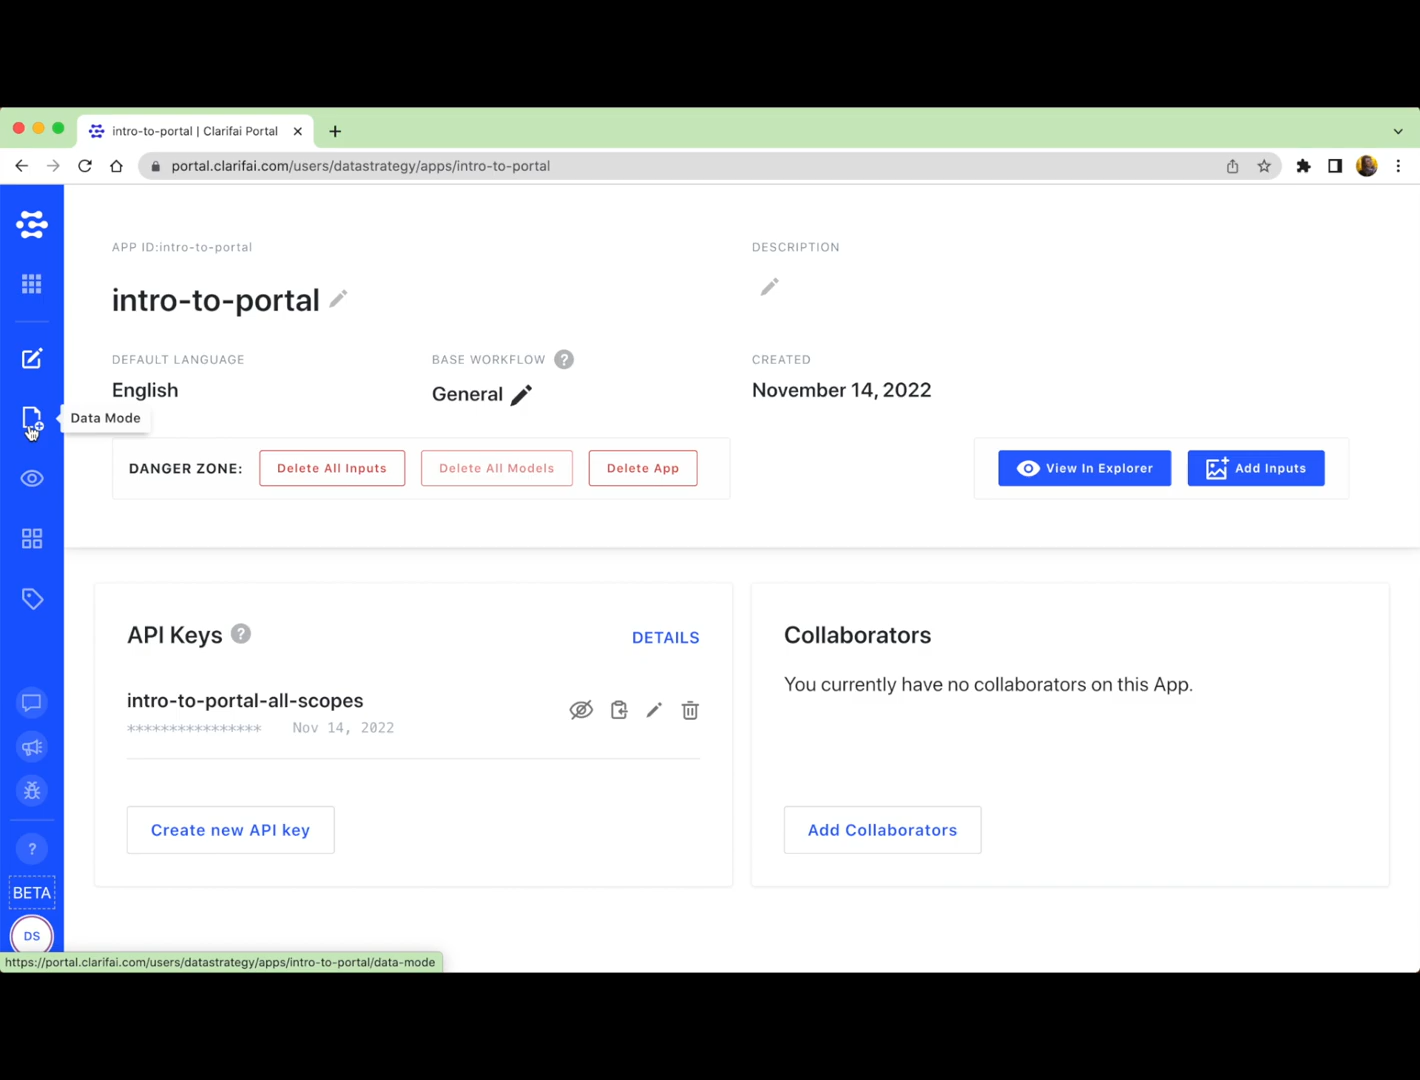 intro-to-portal | Clarifai Portal
portal.clarifai.com/users/datastrategy/apps/intro-to-portal
APP ID:intro-to-portal
DESCRIPTION
intro-to-portal
DEFAULT LANGUAGE
BASE WORKFLOW ?
CREATED
English
General
November 14, 2022
Data Mode
DANGER ZONE:
Delete All Inputs
Delete All Models
Delete App
View In Explorer
Add Inputs
API Keys ?
DETAILS
Collaborators
You currently have no collaborators on this App.
intro-to-portal-all-scopes
**************** Nov 14, 2022
Create new API key
Add Collaborators
?
BETA
DS
https://portal.clarifai.com/users/datastrategy/apps/intro-to-portal/data-mode